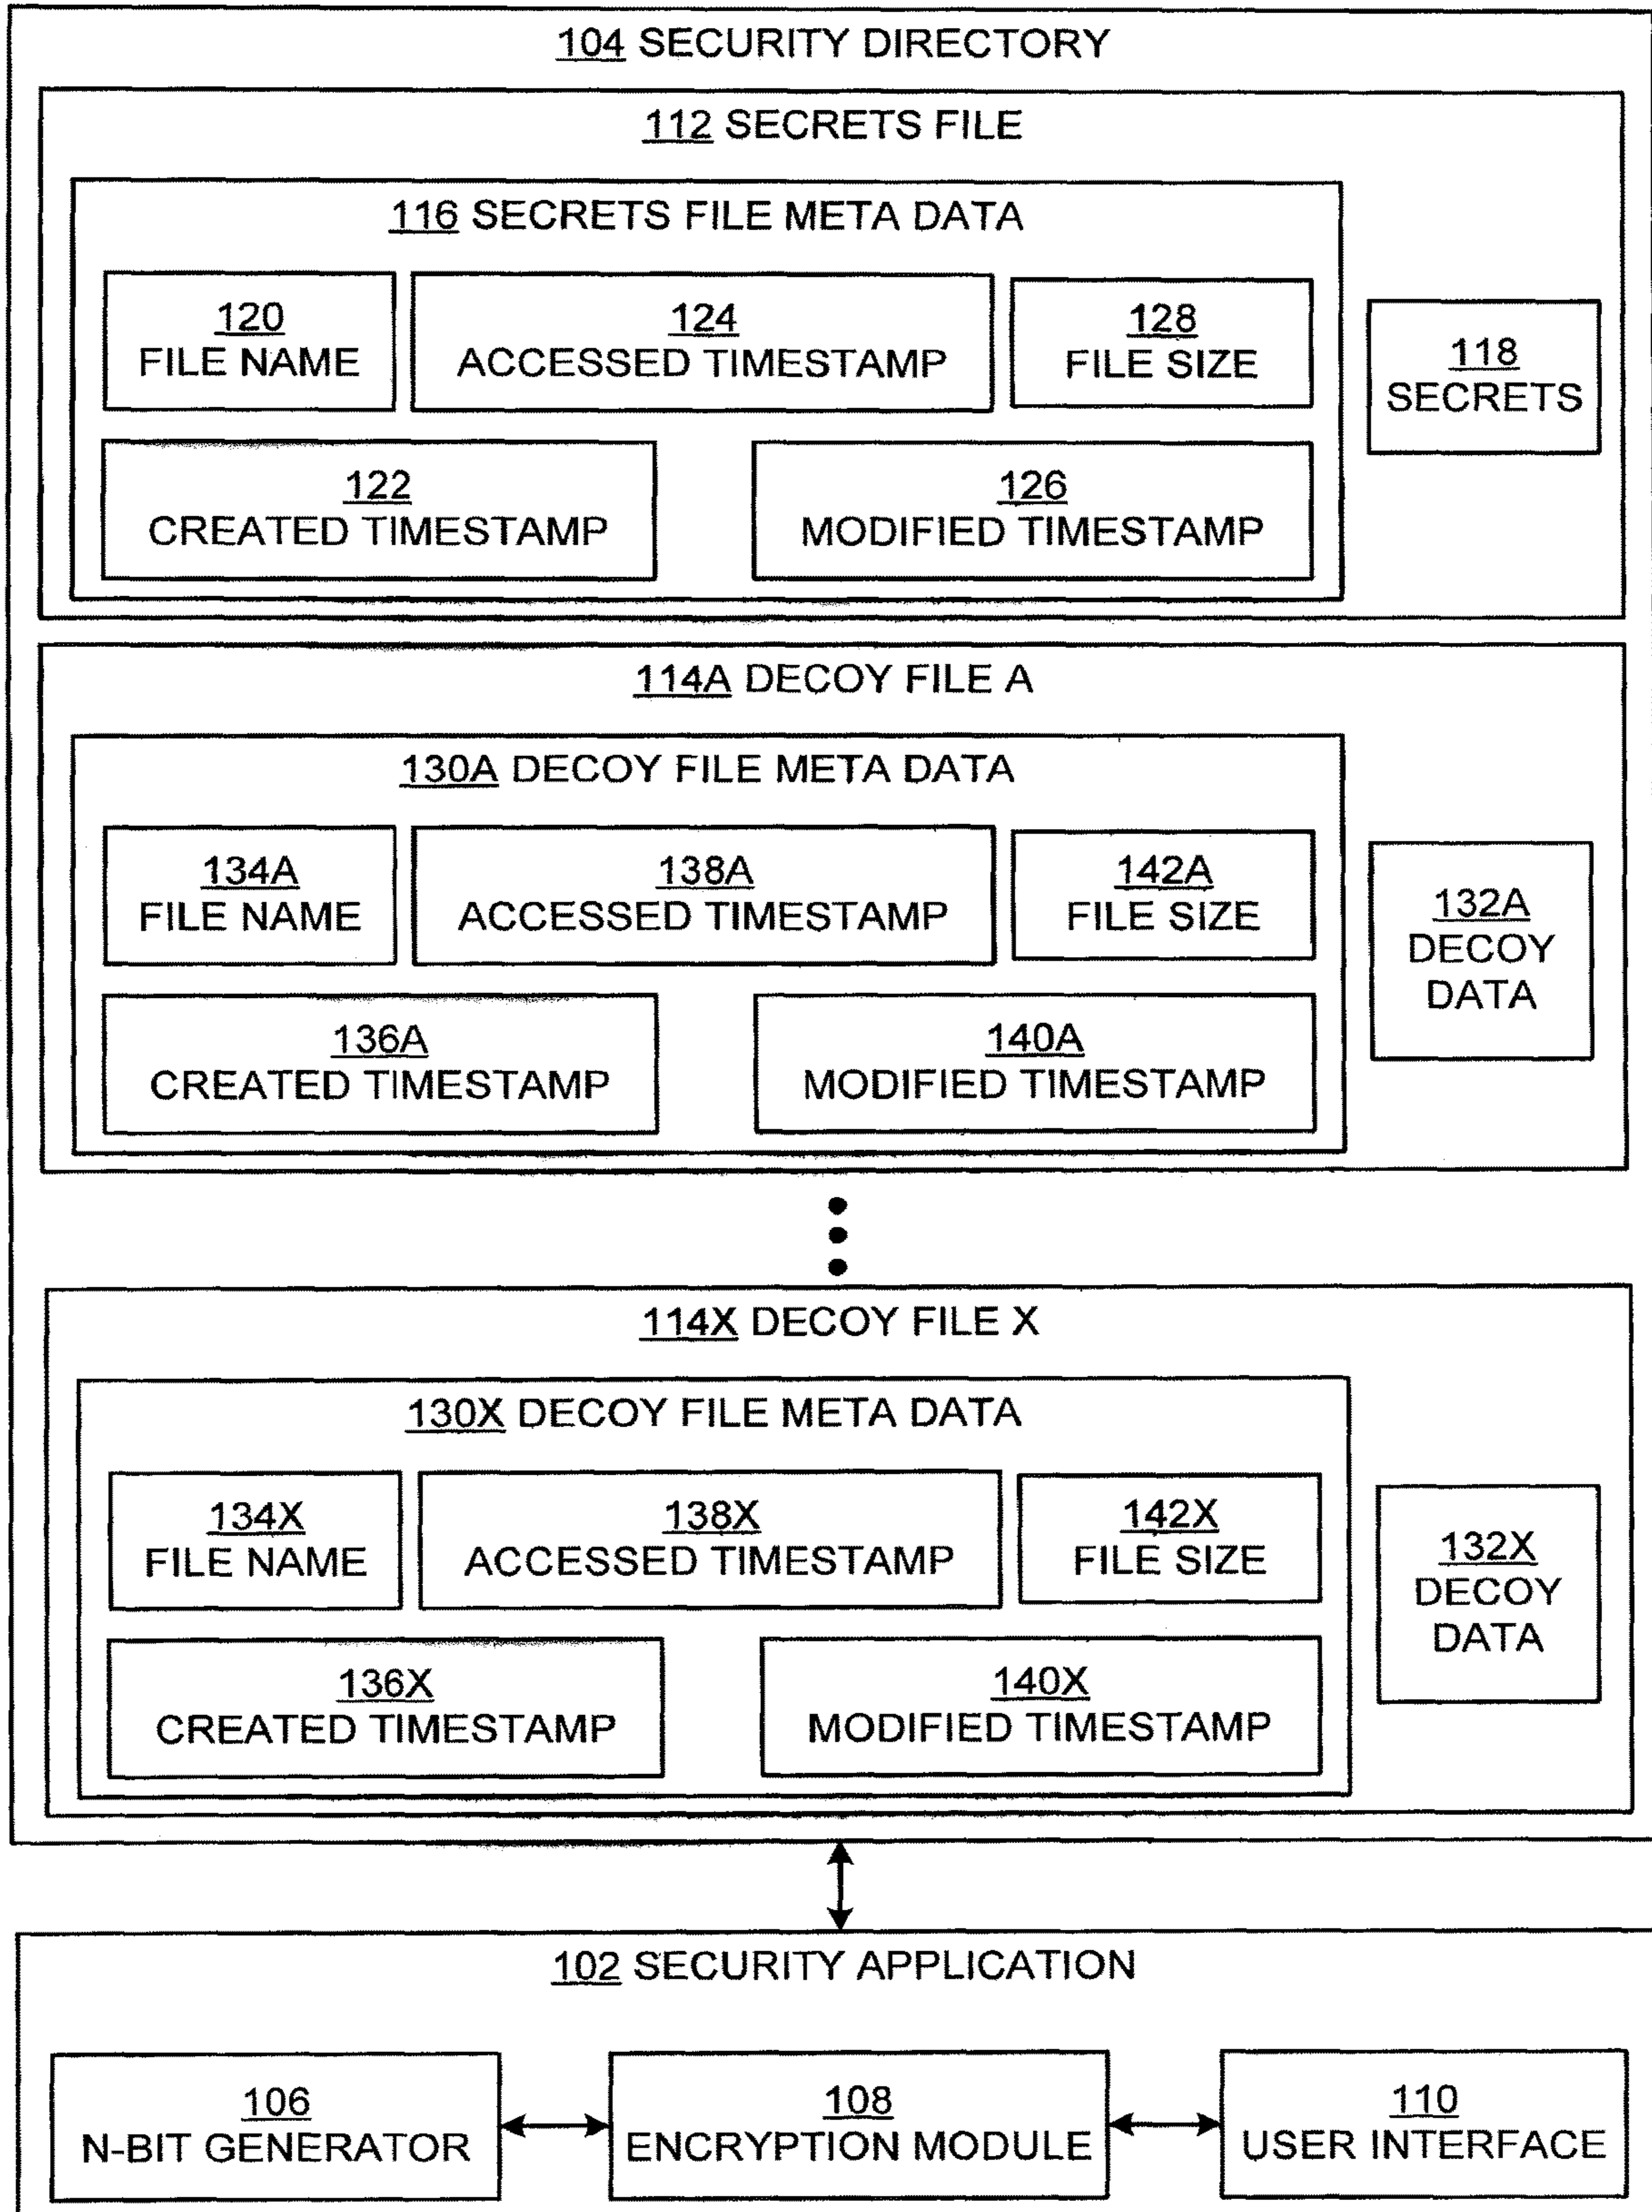 104 SECURITY DIRECTORY
112 SECRETS FILE
116 SECRETS FILE META DATA
120
FILE NAME
124
ACCESSED TIMESTAMP
128
FILE SIZE
118
SECRETS
122
CREATED TIMESTAMP
126
MODIFIED TIMESTAMP
114A DECOY FILE A
130A DECOY FILE META DATA
134A
FILE NAME
138A
ACCESSED TIMESTAMP
142A
FILE SIZE
132A
DECOY
DATA
136A
CREATED TIMESTAMP
140A
MODIFIED TIMESTAMP
114X DECOY FILE X
130X DECOY FILE META DATA
134X
FILE NAME
138X
ACCESSED TIMESTAMP
142X
FILE SIZE
132X
DECOY
DATA
136X
CREATED TIMESTAMP
140X
MODIFIED TIMESTAMP
102 SECURITY APPLICATION
106
N-BIT GENERATOR
108
ENCRYPTION MODULE
110
USER INTERFACE